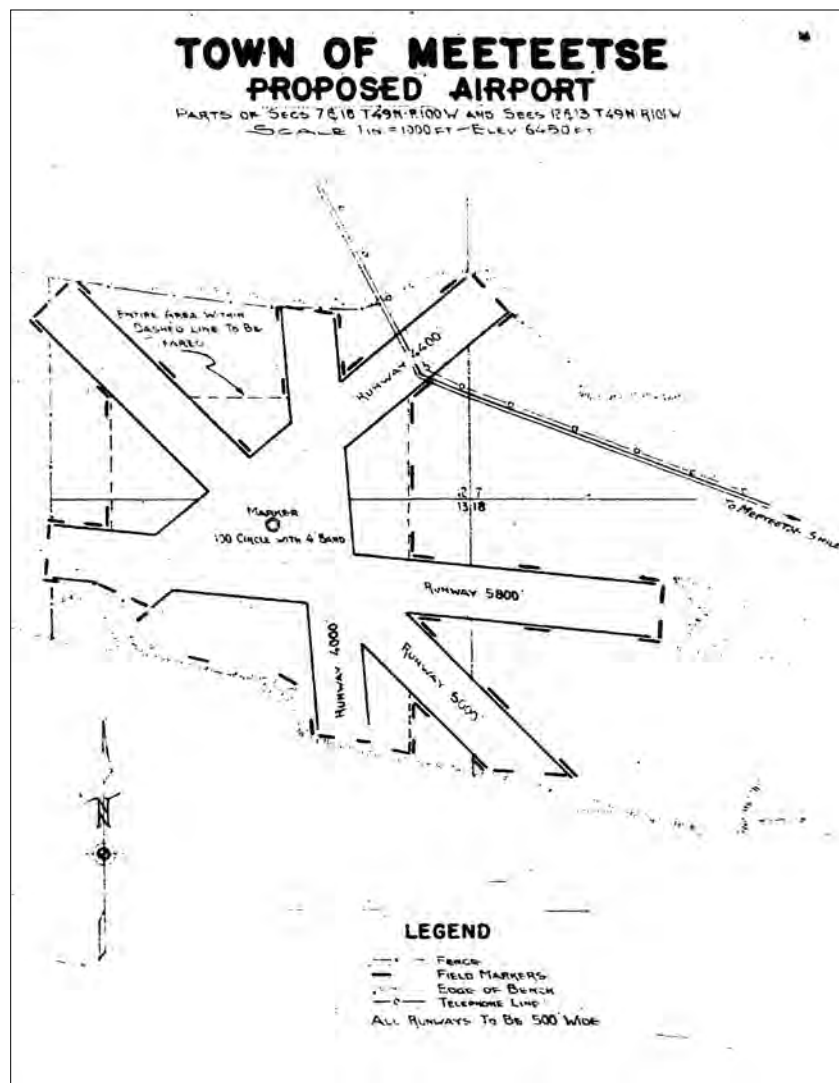 TOWN OF MEETEETSE
PROPOSED AIRPORT
PARTS OF SECS 7 & 18 T49N-R100W AND SECS 12 & 13 T49N-R101W
SCALE 1 IN = 1000 FT - ELEV 6450 FT
ENTIRE AREA WITHIN
DASHED LINE TO BE
RUNWAY 4400'
12 7
13 18
TO MEETEETSE 5 MILE
MARKER
100 CIRCLE WITH 4' BAND
RUNWAY 5800'
RUNWAY 4000'
RUNWAY 5600'
N
LEGEND
FENCE
FIELD MARKERS
EDGE OF BENCH
TELEPHONE LINE
ALL RUNWAYS TO BE 500' WIDE